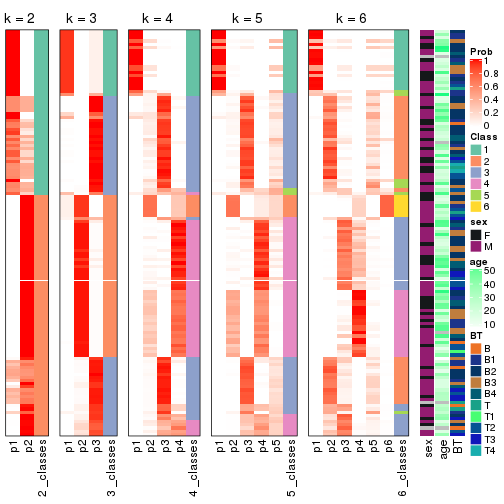 k = 2
k = 3
k = 4
k = 5
k = 6
p1
p2
2_classes
p1
p2
p3
3_classes
p1
p2
p3
p4
4_classes
p1
p2
p3
p4
p5
5_classes
p1
p2
p3
p4
p5
p6
6_classes
sex
age
BT
Prob
1
0.8
0.6
0.4
0.2
0
Class
1
2
3
4
5
6
sex
F
M
age
50
40
30
20
10
BT
B
B1
B2
B3
B4
T
T1
T2
T3
T4